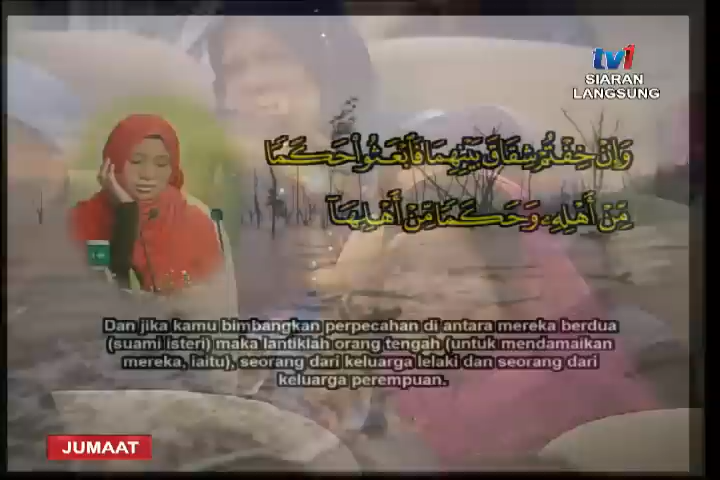 tv1
SIARAN
LANGSUNG
وَإِنْ خِفْتُمْ شِقَاقَ بَيْنِهِمَا فَابْعَثُوا حَكَمًا
مِّنْ أَهْلِهِ وَحَكَمًا مِّنْ أَهْلِهَا
Dan jika kamu bimbangkan perpecahan di antara mereka berdua
(suami isteri) maka lantiklah orang tengah (untuk mendamaikan
mereka, iaitu), seorang dari keluarga lelaki dan seorang dari
keluarga perempuan.
JUMAAT